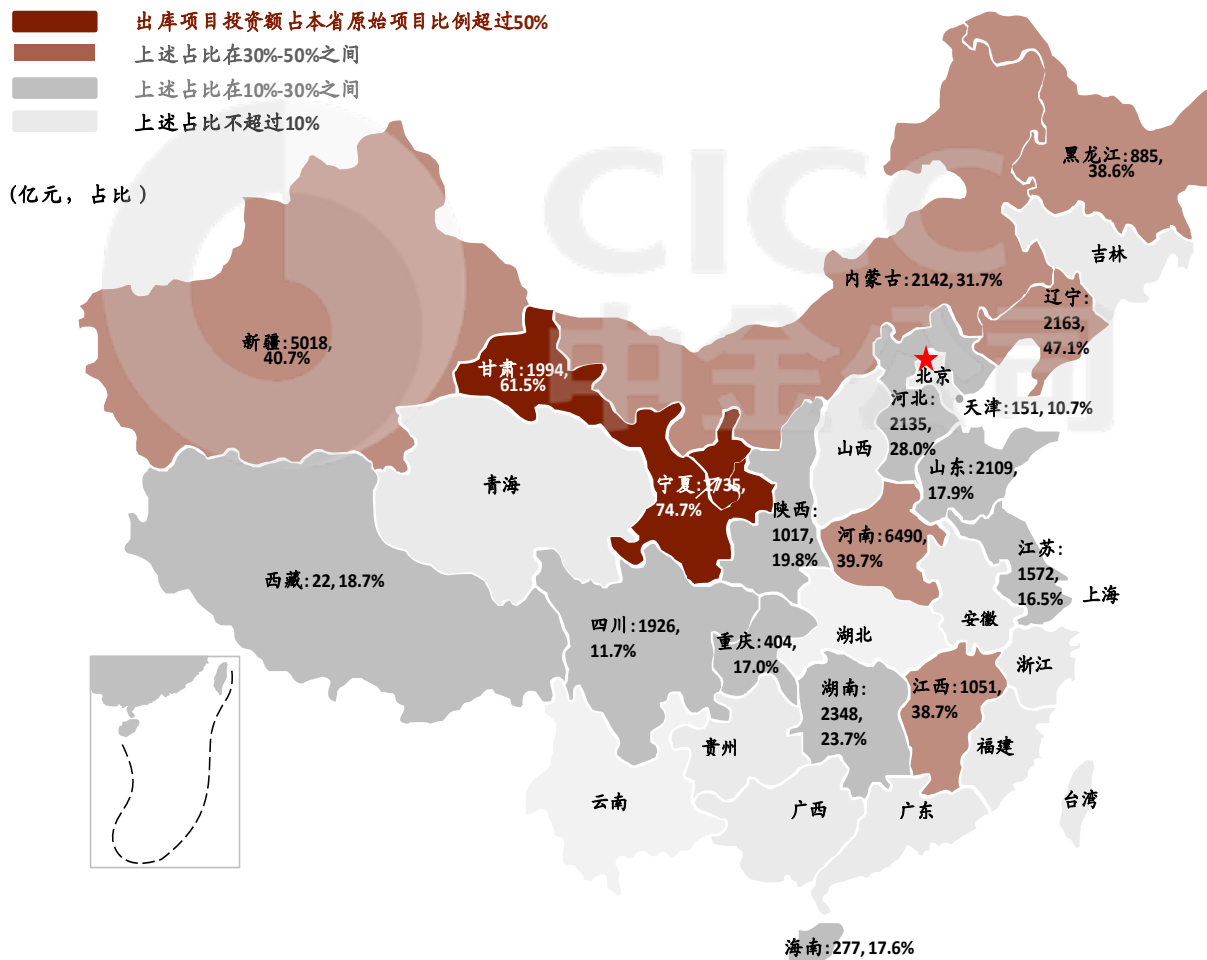 出库项目投资额占本省原始项目比例超过50%
上述占比在30%-50%之间
上述占比在10%-30%之间
上述占比不超过10%
(亿元，占比)
CICC
中金公司
黑龙江:885,
38.6%
吉林
内蒙古:2142,31.7%
辽宁:
2163,
47.1%
新疆:5018,
40.7%
甘肃:1994,
61.5%
北京
河北:
2135,
28.0%
天津:151,10.7%
山西
山东:2109,
17.9%
青海
宁夏:1735,
74.7%
陕西:
1017,
19.8%
河南:6490,
39.7%
江苏:
1572,
16.5%
上海
西藏:22,18.7%
安徽
四川:1926,
11.7%
重庆:404,
17.0%
湖北
浙江
湖南:
2348,
23.7%
江西:1051,
38.7%
贵州
福建
云南
广西
广东
台湾
海南:277,17.6%